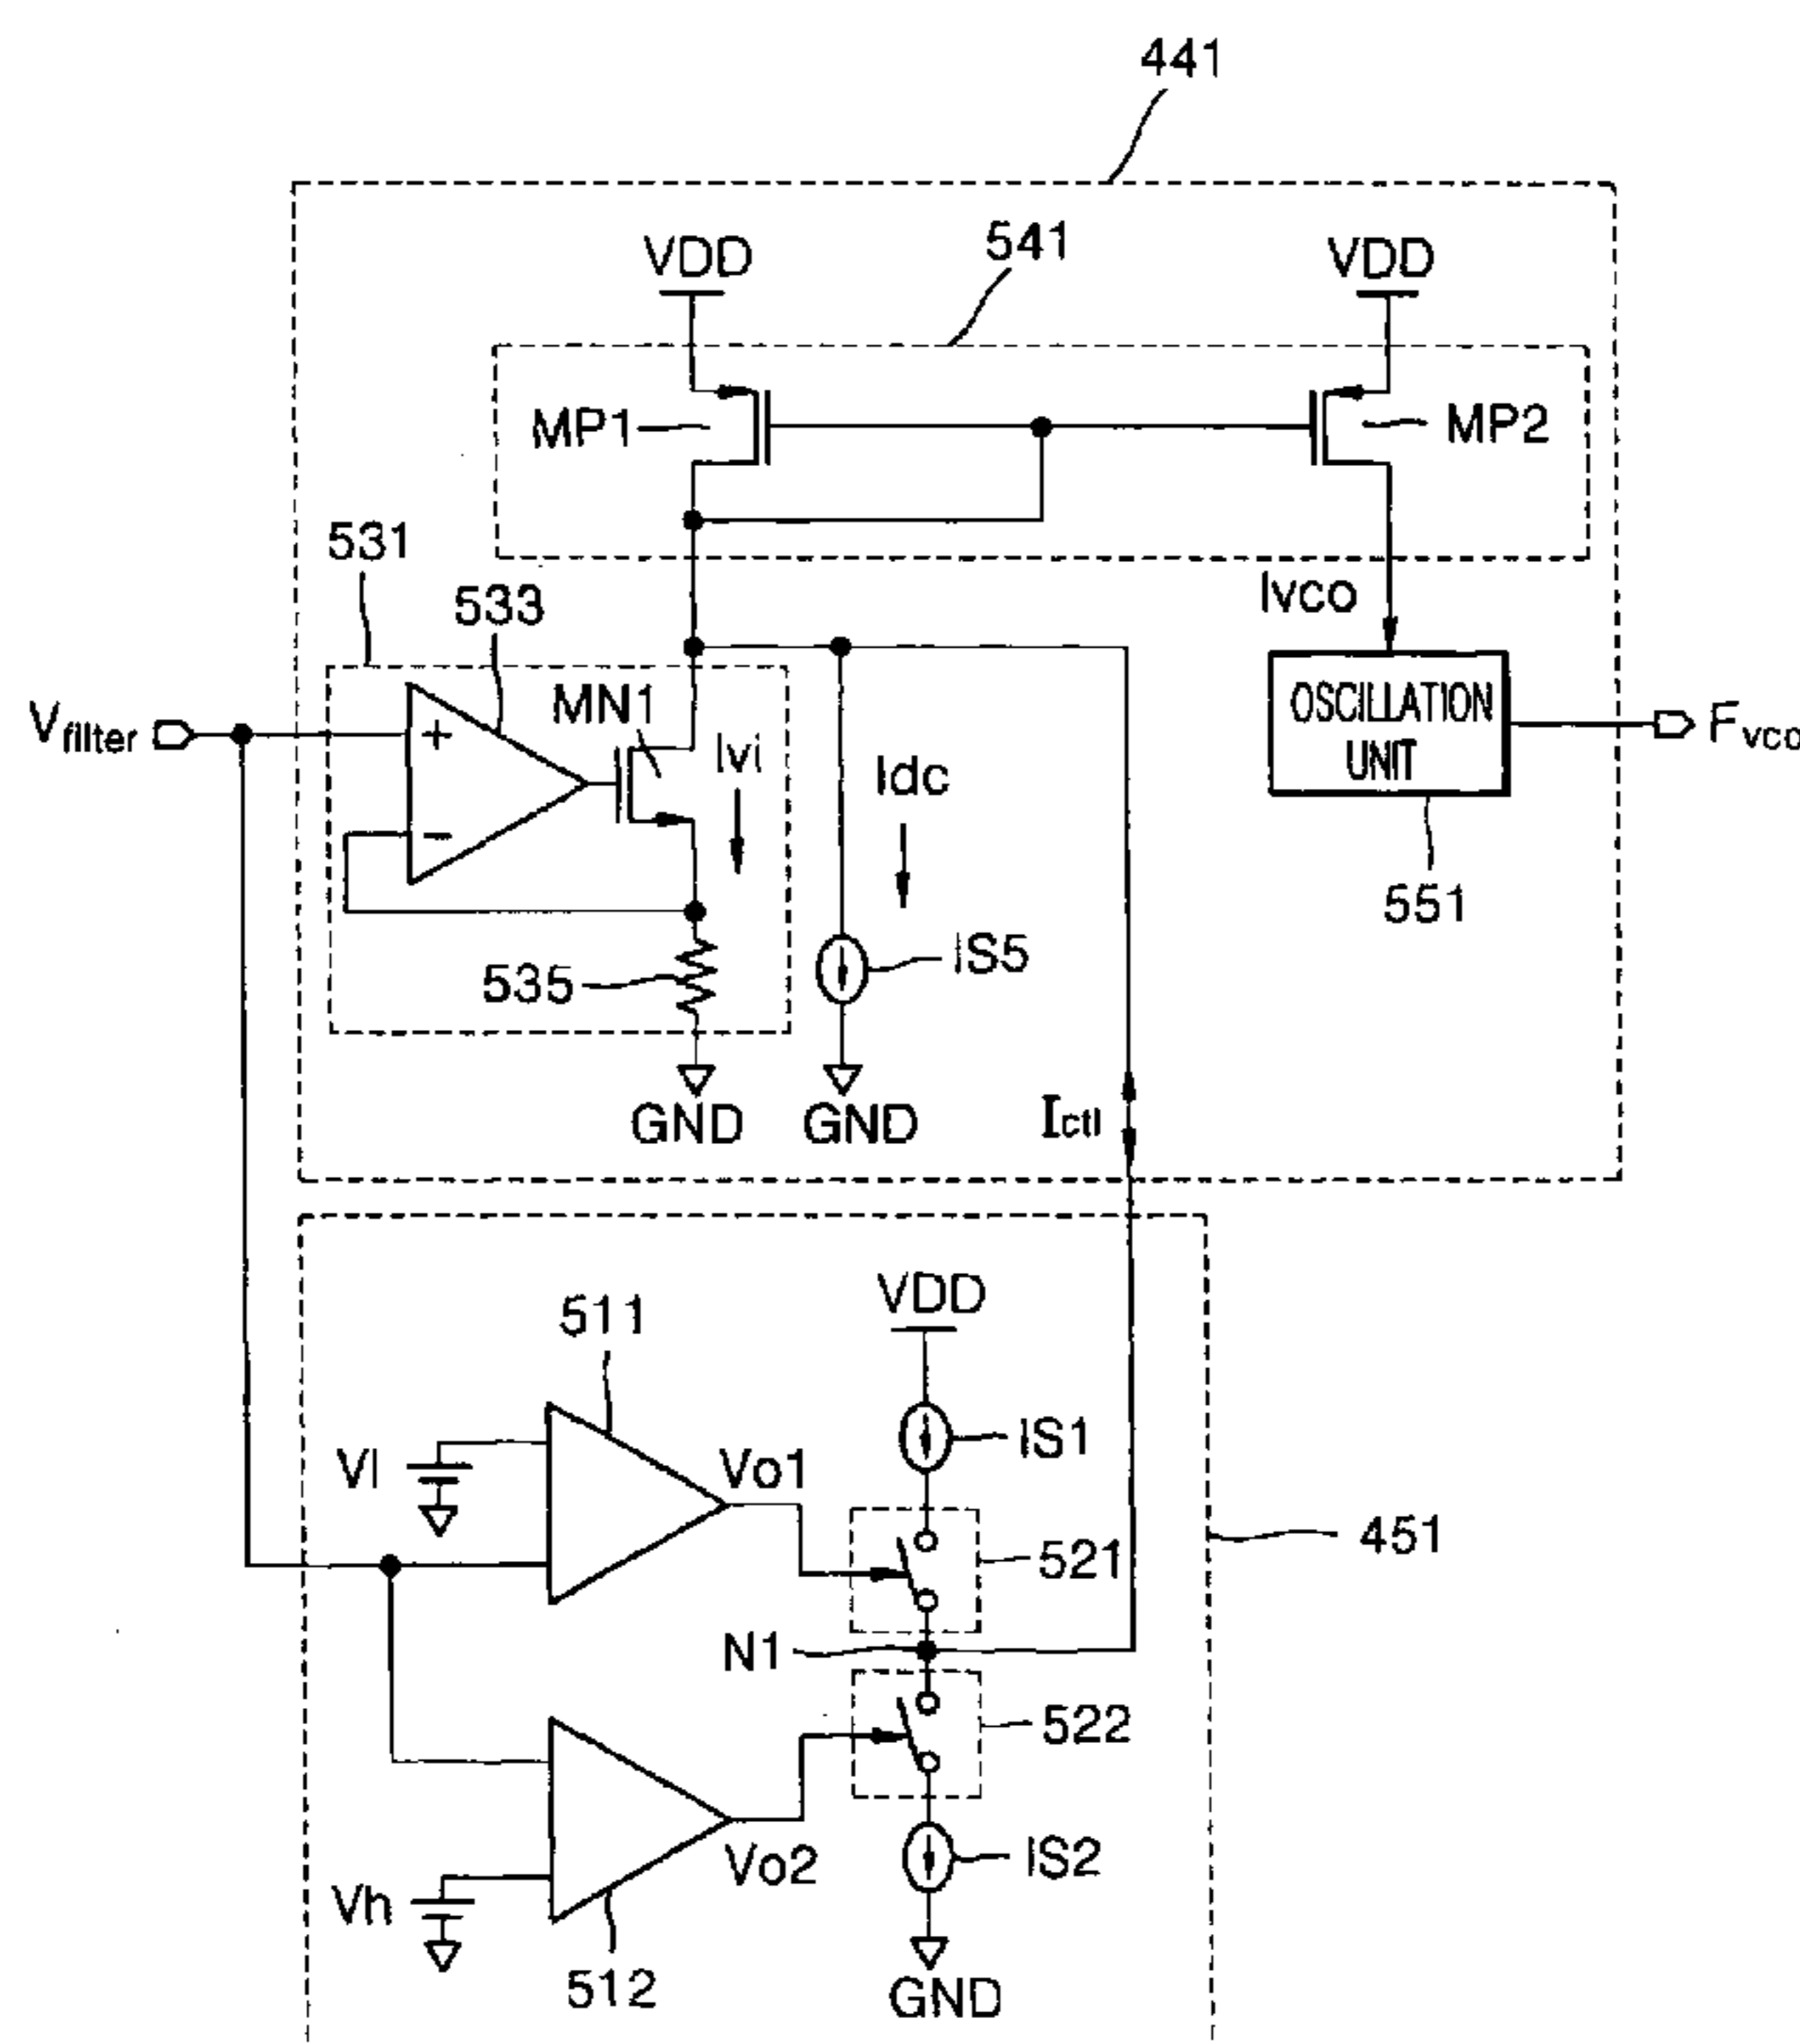 441
541
VDD
VDD
MP1
MP2
531
533
Ivco
Vfilter
+
MN1
Ivi
Idc
OSCILLATION
UNIT
Fvco
−
551
535
IS5
GND
GND
Ictl
VDD
511
IS1
Vl
Vo1
521
451
N1
522
Vo2
IS2
Vh
512
GND